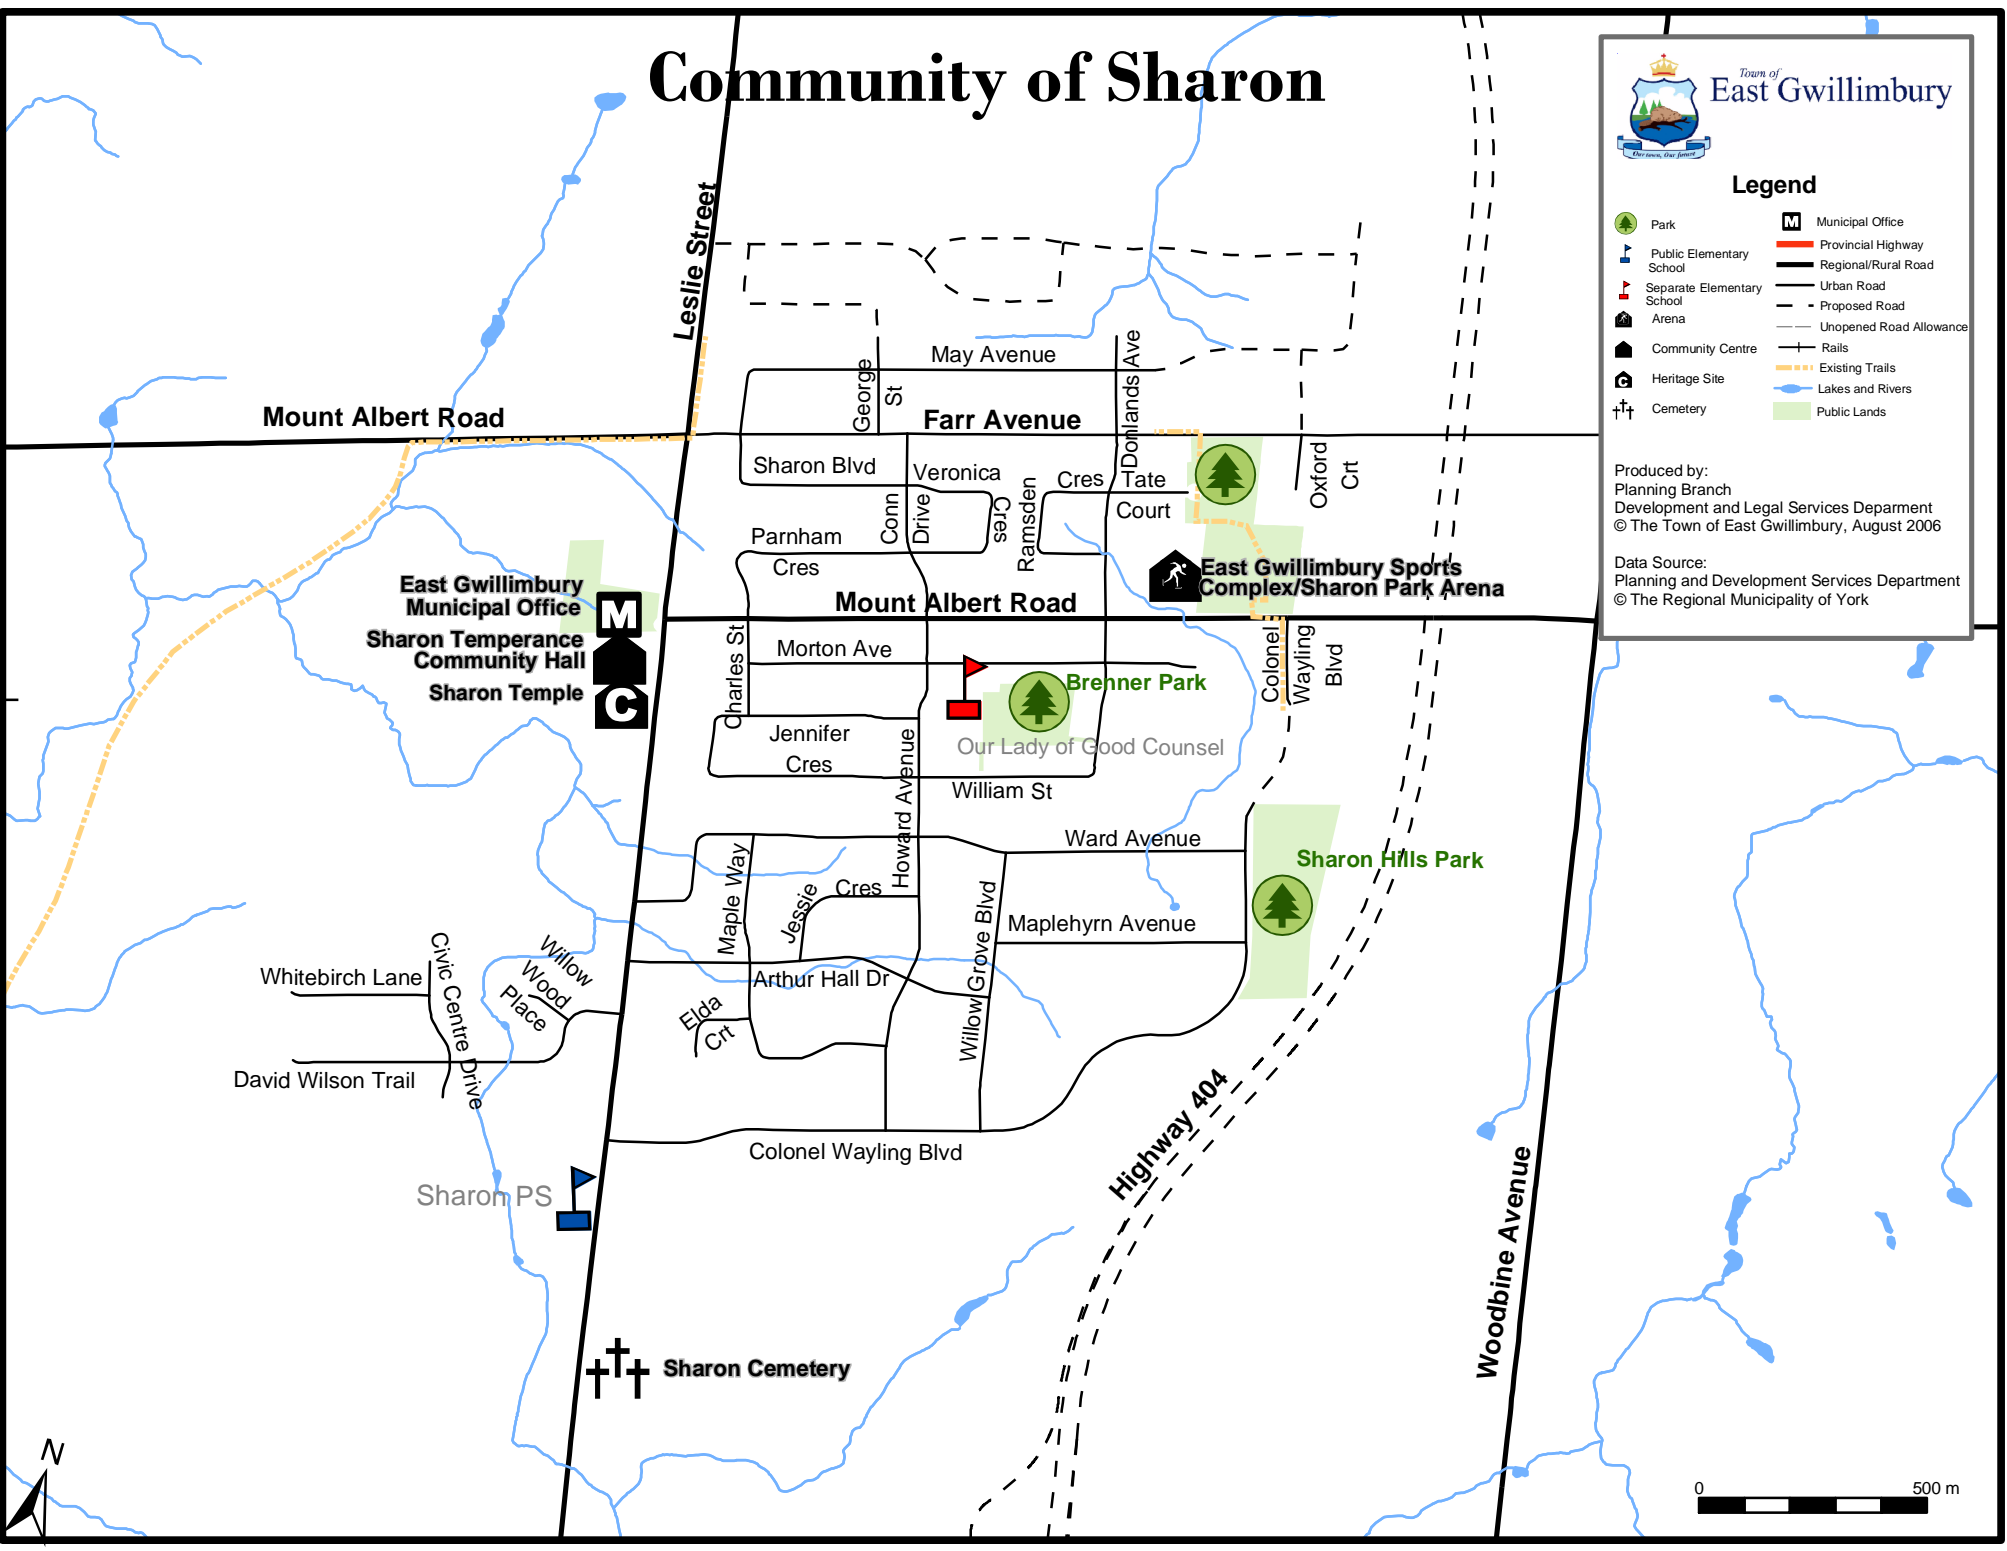 Community of Sharon
Town of
East Gwillimbury
Our town, Our future
Legend
Park
Public Elementary
School
Separate Elementary
School
Arena
Community Centre
Heritage Site
Cemetery
M
Municipal Office
Provincial Highway
Regional/Rural Road
Urban Road
Proposed Road
Unopened Road Allowance
Rails
Existing Trails
Lakes and Rivers
Public Lands
C
Produced by:
Planning Branch
Development and Legal Services Deparment
© The Town of East Gwillimbury, August 2006
Data Source:
Planning and Development Services Department
© The Regional Municipality of York
Leslie Street
Mount Albert Road
May Avenue
George
St
Farr Avenue
Donlands Ave
Sharon Blvd
Veronica
Cres
Conn
Drive
Ramsden
Cres
Tate
Court
Oxford
Crt
Parnham
Cres
East Gwillimbury
Municipal Office
M
Sharon Temperance
Community Hall
Sharon Temple
C
East Gwillimbury Sports
Complex/Sharon Park Arena
Mount Albert Road
Charles St
Morton Ave
Brenner Park
Colonel
Wayling
Blvd
Jennifer
Cres
Our Lady of Good Counsel
Howard Avenue
William St
Ward Avenue
Sharon Hills Park
Maple Way
Jessie
Cres
Willow Grove Blvd
Maplehyrn Avenue
Arthur Hall Dr
Elda
Crt
Whitebirch Lane
Civic Centre Drive
Willow
Wood
Place
David Wilson Trail
Colonel Wayling Blvd
Highway 404
Woodbine Avenue
Sharon PS
Sharon Cemetery
N
0
500 m